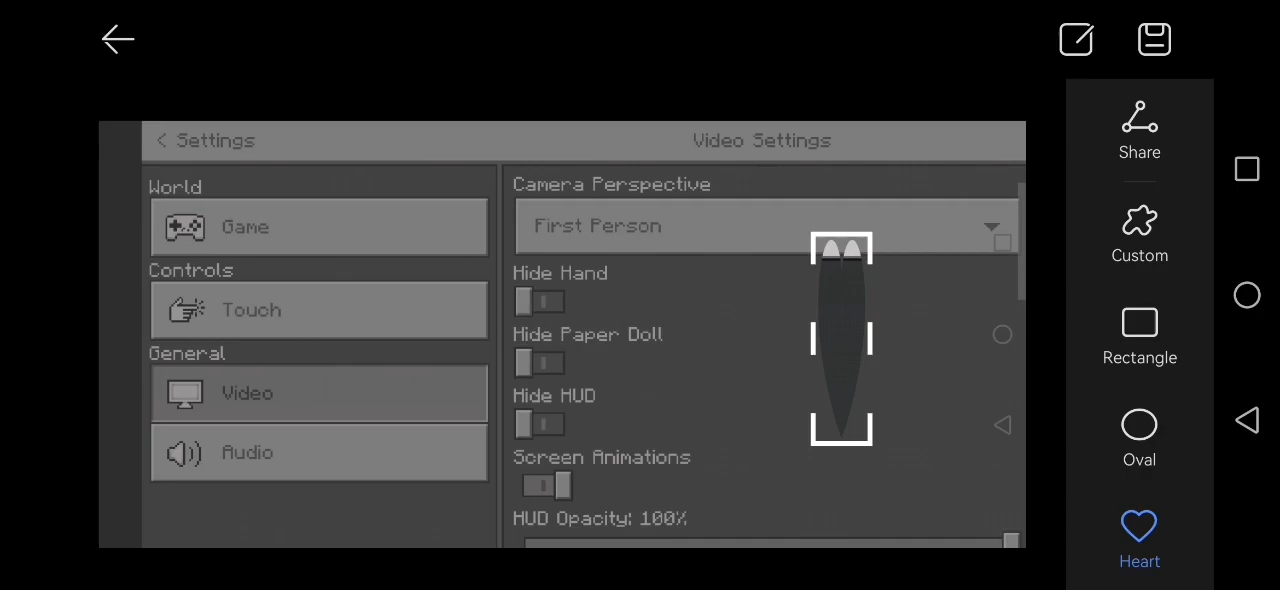 Settings
Video Settings
World
Game
Controls
Touch
General
Video
Audio
Camera Perspective
First Person
Hide Hand
Hide Paper Doll
Hide HUD
Screen Animations
HUD Opacity: 100%
Share
Custom
Rectangle
Oval
Heart